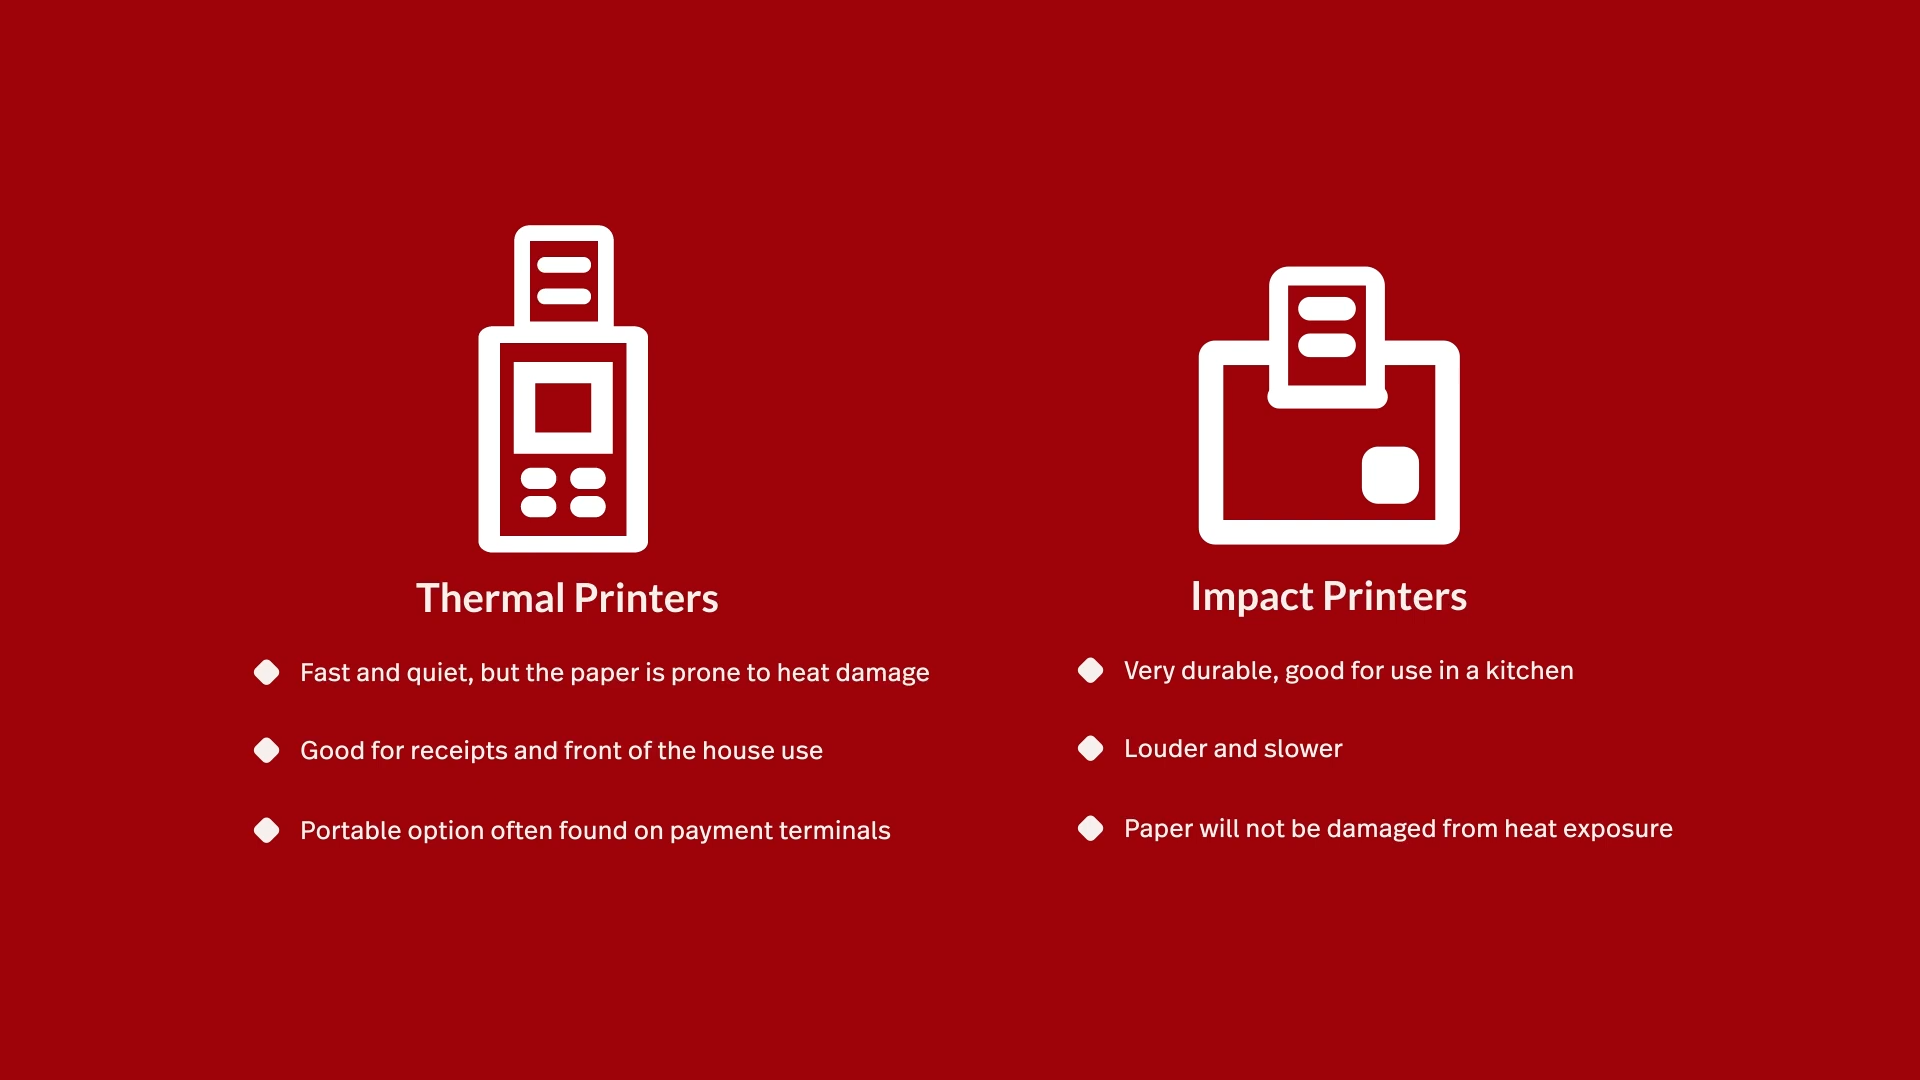 Thermal Printers
Fast and quiet, but the paper is prone to heat damage
Good for receipts and front of the house use
Portable option often found on payment terminals
Impact Printers
Very durable, good for use in a kitchen
Louder and slower
Paper will not be damaged from heat exposure